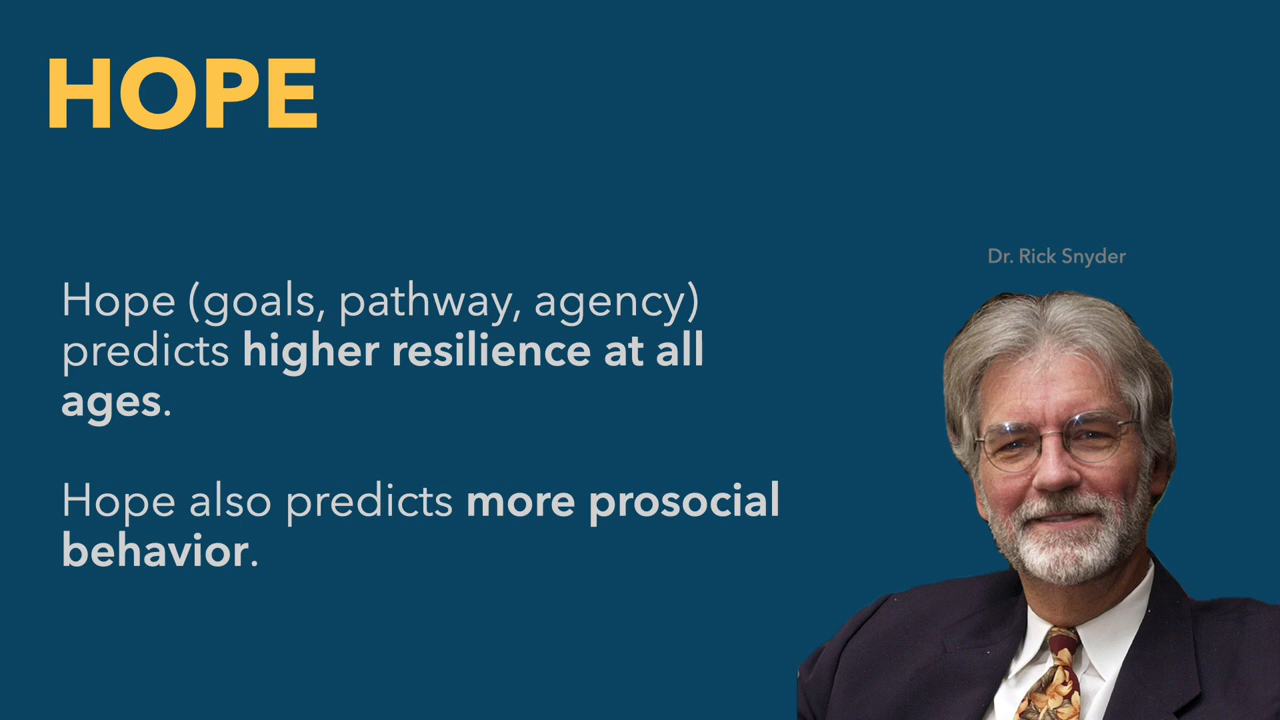 HOPE
Dr. Rick Snyder
Hope (goals, pathway, agency)
predicts higher resilience at all
ages.
Hope also predicts more prosocial
behavior.